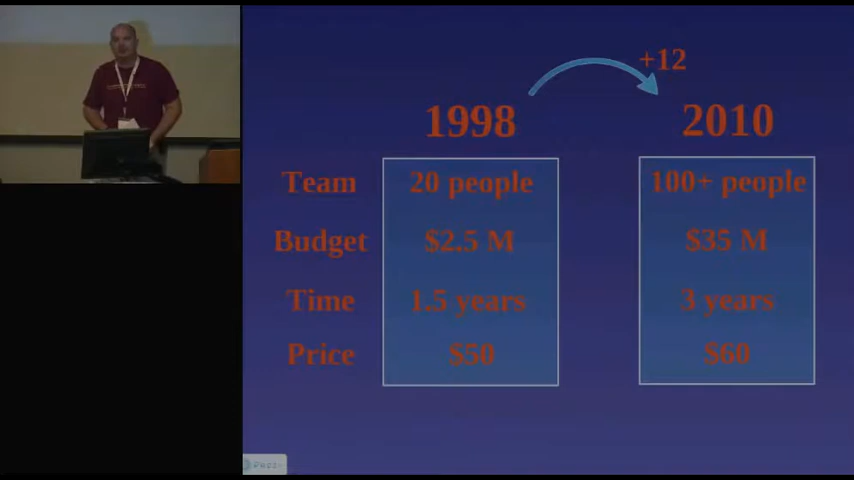 +12
1998 2010
Team 20 people 100+ people
Budget $2.5 M $35 M
Time 1.5 years 3 years
Price $50 $60